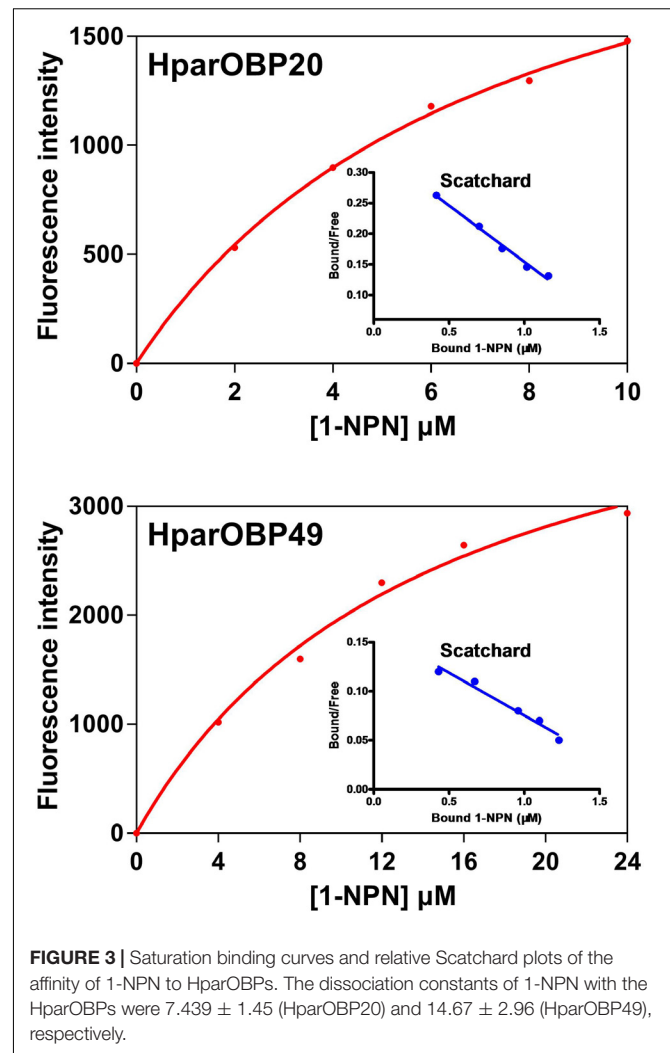 HparOBP20
Fluorescence intensity
1500
1000
500
0
0 2 4 6 8 10
[1-NPN] µM
Scatchard
Bound/Free
0.30
0.25
0.20
0.15
0.10
0.0 0.5 1.0 1.5
Bound 1-NPN (µM)
HparOBP49
Fluorescence intensity
3000
2000
1000
0
0 4 8 12 16 20 24
[1-NPN] µM
Scatchard
Bound/Free
0.15
0.10
0.05
0.00
0.0 0.5 1.0 1.5
Bound 1-NPN (µM)
FIGURE 3 | Saturation binding curves and relative Scatchard plots of the
affinity of 1-NPN to HparOBPs. The dissociation constants of 1-NPN with the
HparOBPs were 7.439 ± 1.45 (HparOBP20) and 14.67 ± 2.96 (HparOBP49),
respectively.